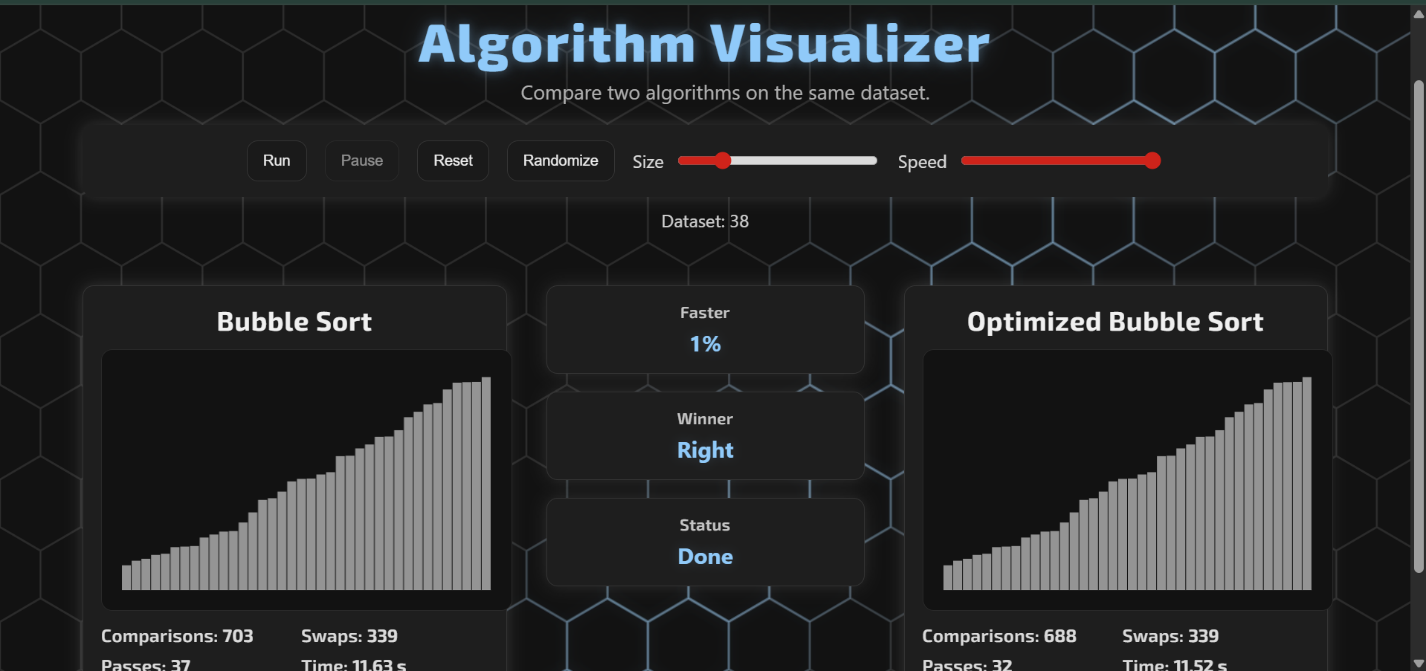 Algorithm Visualizer
Compare two algorithms on the same dataset.
Run Pause Reset Randomize Size Speed
Dataset: 38
Bubble Sort
Comparisons: 703 Swaps: 339
Passes: 37 Time: 11.63 s
Faster
1%
Winner
Right
Status
Done
Optimized Bubble Sort
Comparisons: 688 Swaps: 339
Passes: 32 Time: 11.52 s